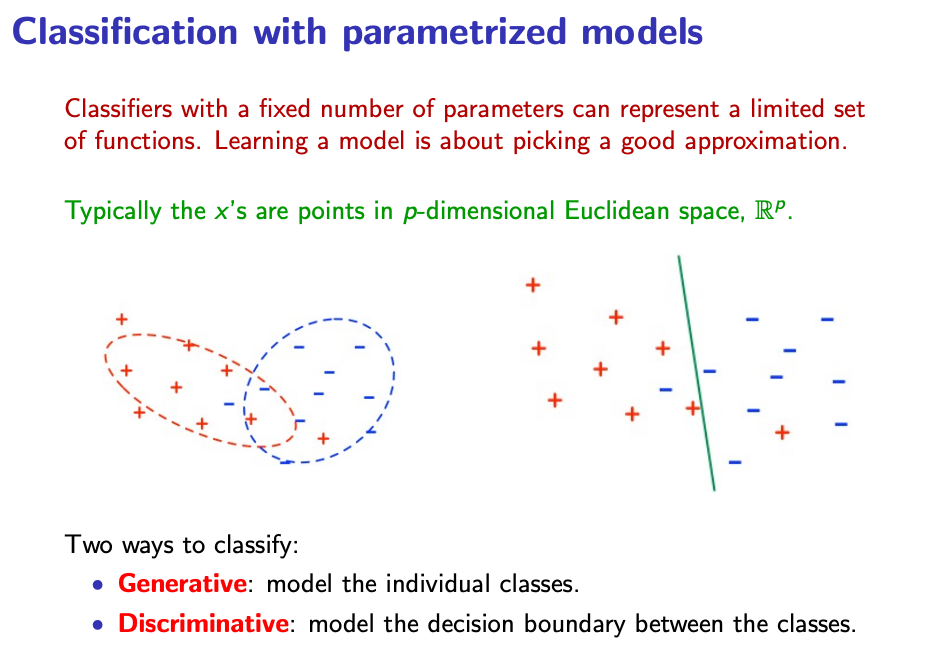 Classification with parametrized models
Classifiers with a fixed number of parameters can represent a limited set
of functions. Learning a model is about picking a good approximation.
Typically the x's are points in p-dimensional Euclidean space, ℝᵖ.
Two ways to classify:
• Generative: model the individual classes.
• Discriminative: model the decision boundary between the classes.